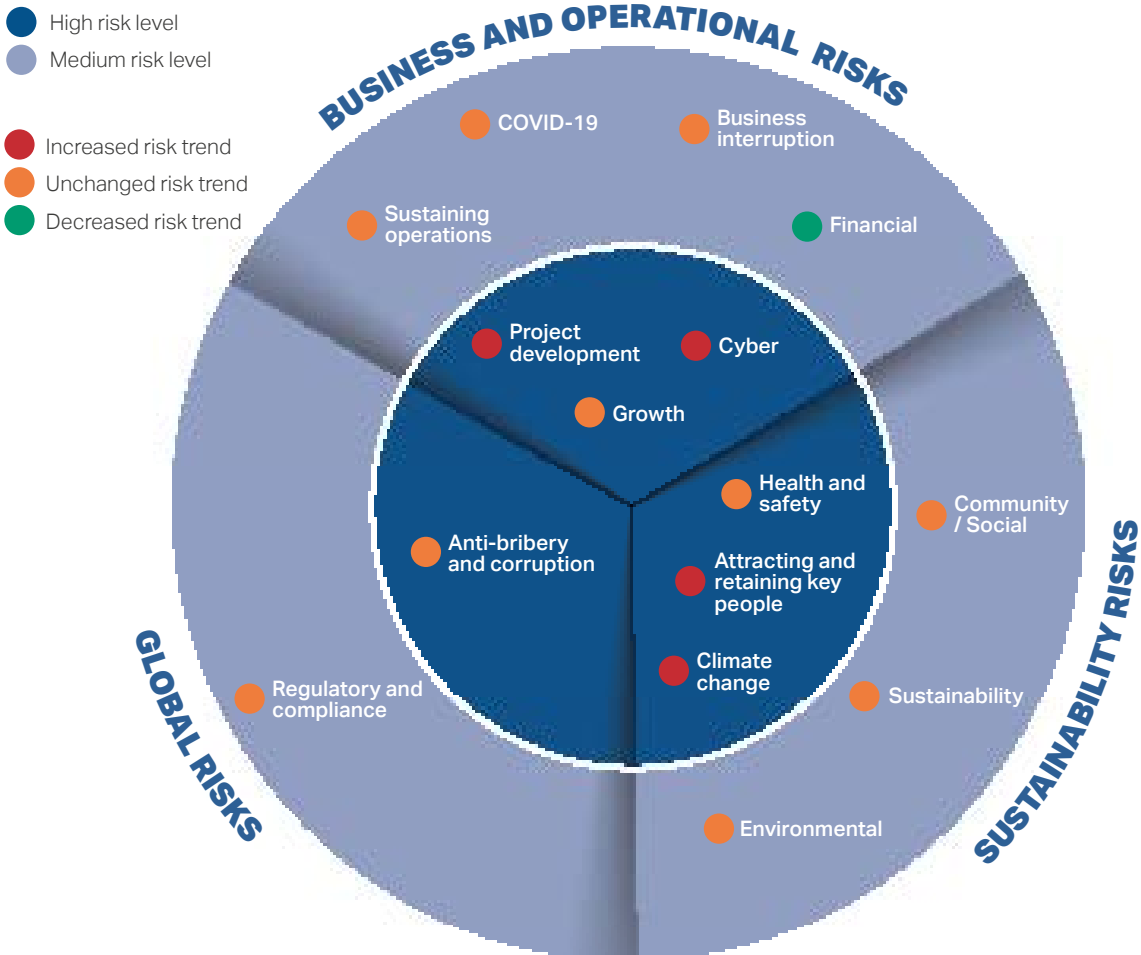 High risk level
Medium risk level
Increased risk trend
Unchanged risk trend
Decreased risk trend
BUSINESS AND OPERATIONAL RISKS
COVID-19
Business
interruption
Sustaining
operations
Financial
Project
development
Cyber
Growth
Health and
safety
Community
/ Social
Anti-bribery
and corruption
Attracting and
retaining key
people
Climate
change
Regulatory and
compliance
Sustainability
Environmental
GLOBAL RISKS
SUSTAINABILITY RISKS